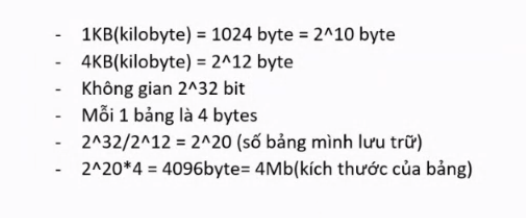 - 1KB(kilobyte) = 1024 byte = 2^10 byte
- 4KB(kilobyte) = 2^12 byte
- Không gian 2^32 bit
- Mỗi 1 bảng là 4 bytes
- 2^32/2^12 = 2^20 (số bảng mình lưu trữ)
- 2^20*4 = 4096byte= 4Mb(kích thước của bảng)